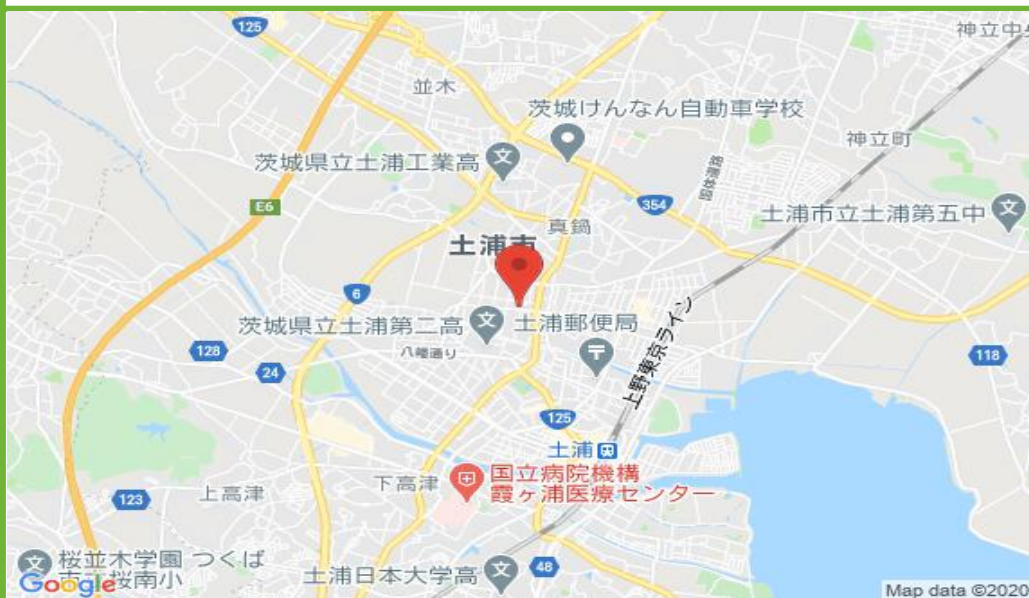 125
神立中央
並木
茨城けんなん自動車学校
神立町
茨城県立土浦工業高
E6
354
国体道路
土浦市立土浦第五中
真鍋
土浦市
6
茨城県立土浦第二高
土浦郵便局
八幡通り
上野東京ライン
128
24
118
125
土浦
国立病院機構
霞ヶ浦医療センター
下高津
上高津
123
桜並木学園 つくば
桜南小
土浦日本大学高
48
Google
Map data ©2020